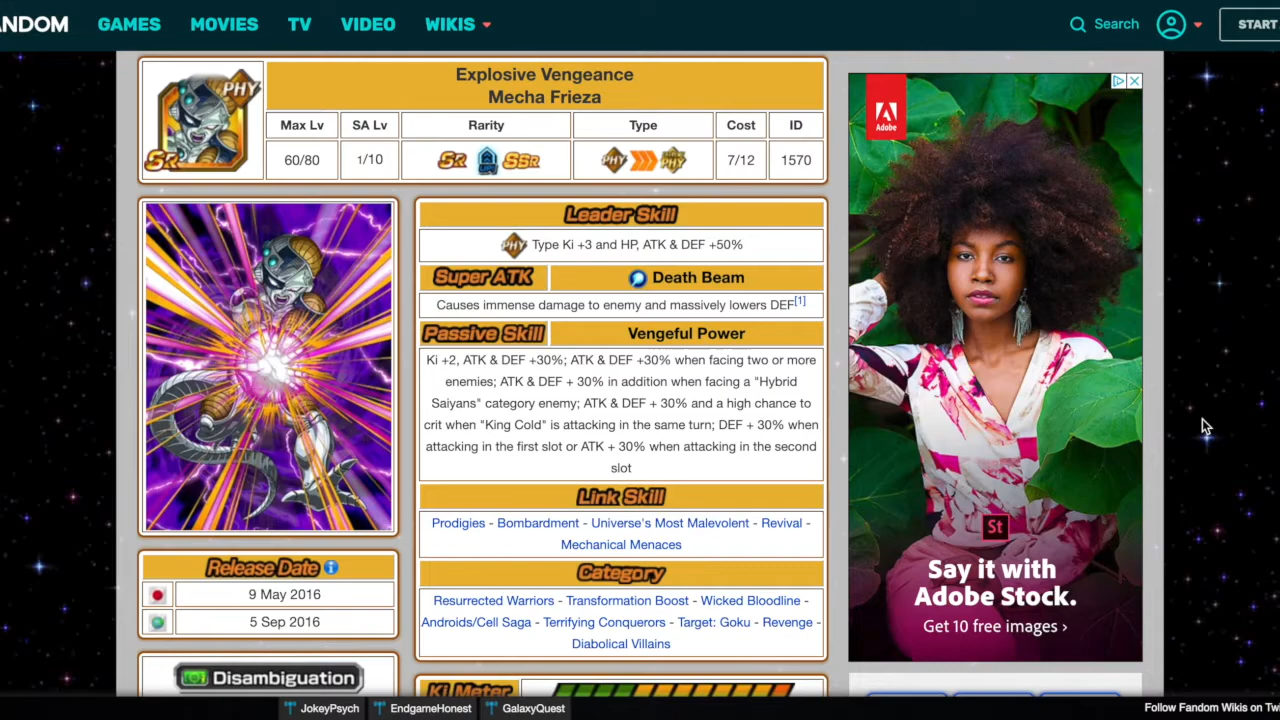 ANDOM
GAMES
MOVIES
TV
VIDEO
WIKIS
Search
START
Explosive Vengeance
Mecha Frieza
Max Lv
SA Lv
Rarity
Type
Cost
ID
60/80
1/10
SR UP! SSR
PHY
7/12
1570
PHY
SR
Leader Skill
PHY Type Ki +3 and HP, ATK & DEF +50%
Super ATK
Death Beam
Causes immense damage to enemy and massively lowers DEF[1]
Passive Skill
Vengeful Power
Ki +2, ATK & DEF +30%; ATK & DEF +30% when facing two or more
enemies; ATK & DEF + 30% in addition when facing a "Hybrid
Saiyans" category enemy; ATK & DEF + 30% and a high chance to
crit when "King Cold" is attacking in the same turn; DEF + 30% when
attacking in the first slot or ATK + 30% when attacking in the second
slot
Link Skill
Prodigies - Bombardment - Universe's Most Malevolent - Revival -
Mechanical Menaces
Category
Resurrected Warriors - Transformation Boost - Wicked Bloodline -
Androids/Cell Saga - Terrifying Conquerors - Target: Goku - Revenge -
Diabolical Villains
Release Date
9 May 2016
5 Sep 2016
Disambiguation
Ki Meter
Adobe
St
Say it with
Adobe Stock.
Get 10 free images ›
JokeyPsych
EndgameHonest
GalaxyQuest
Follow Fandom Wikis on Tw